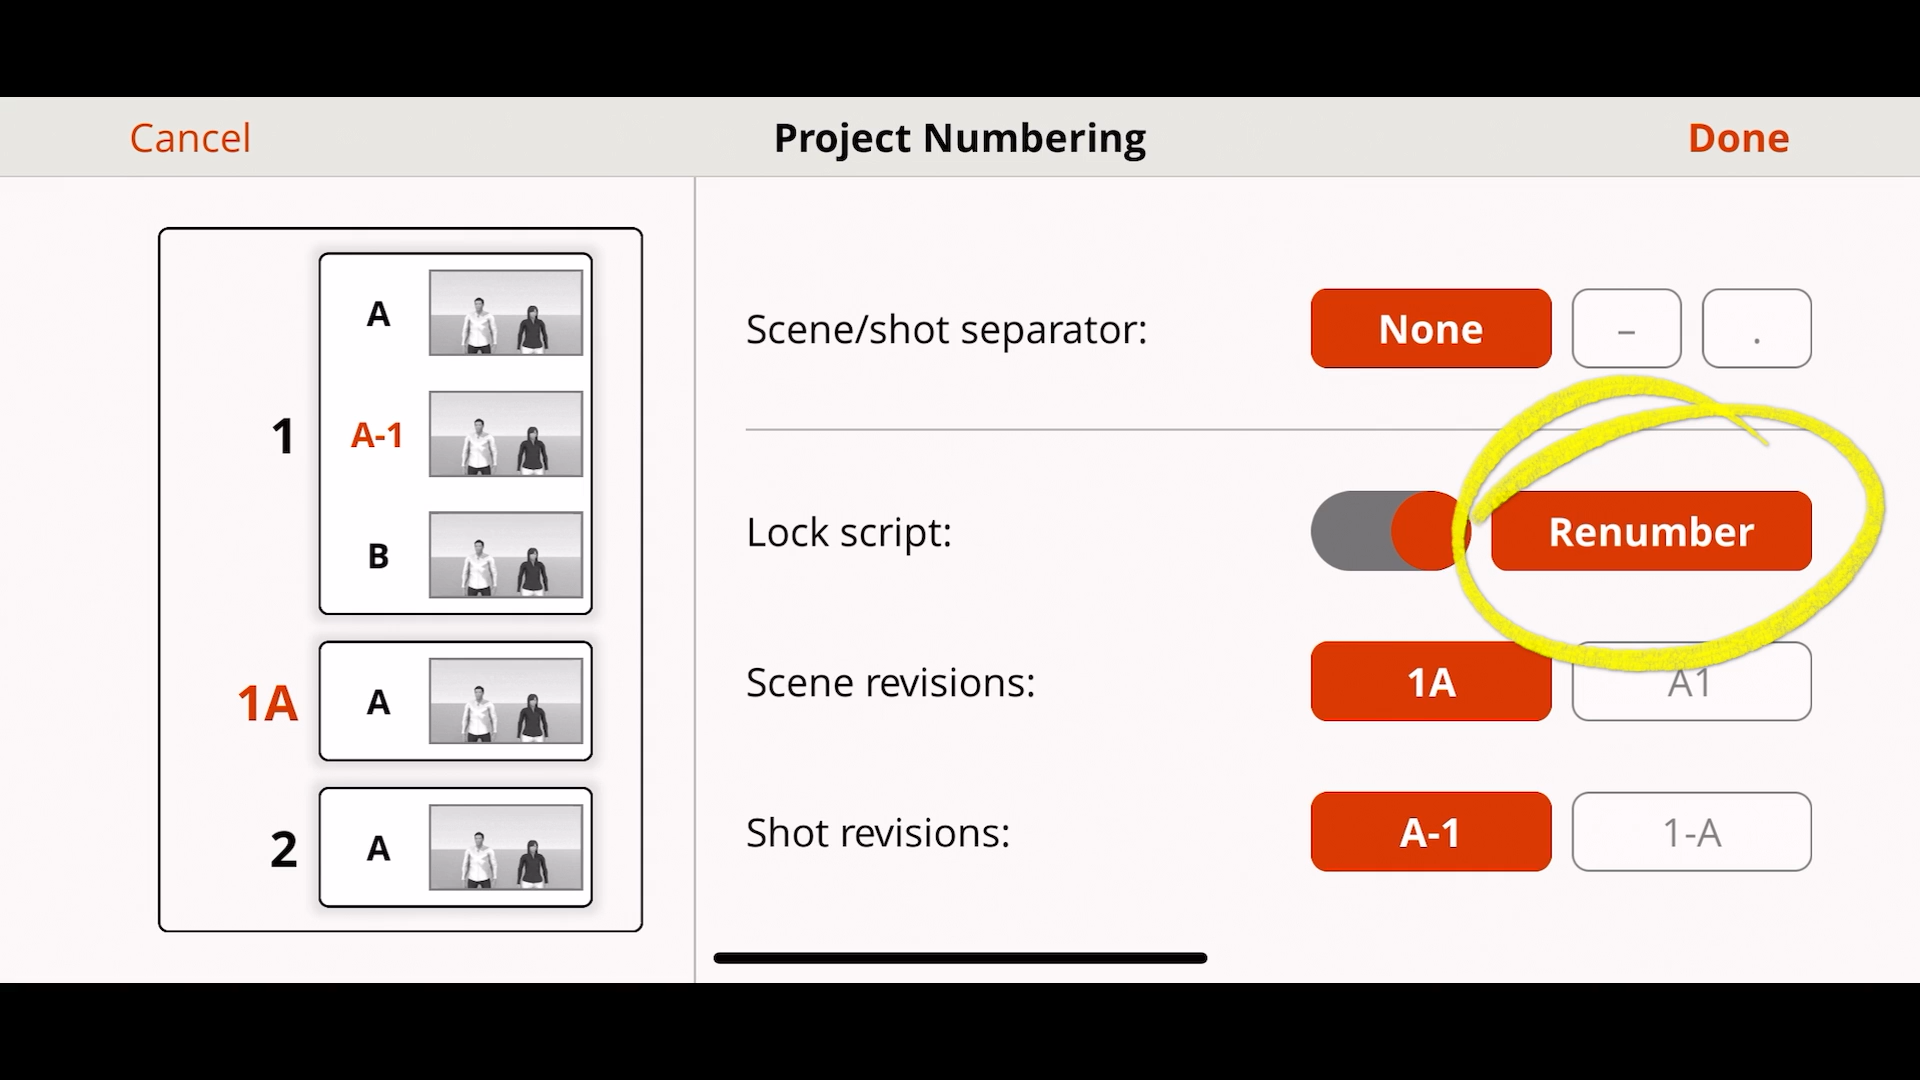 Cancel
Project Numbering
Done
A
1
A-1
B
1A
A
2
A
Scene/shot separator:
None
–
.
Lock script:
Renumber
Scene revisions:
1A
A1
Shot revisions:
A-1
1-A